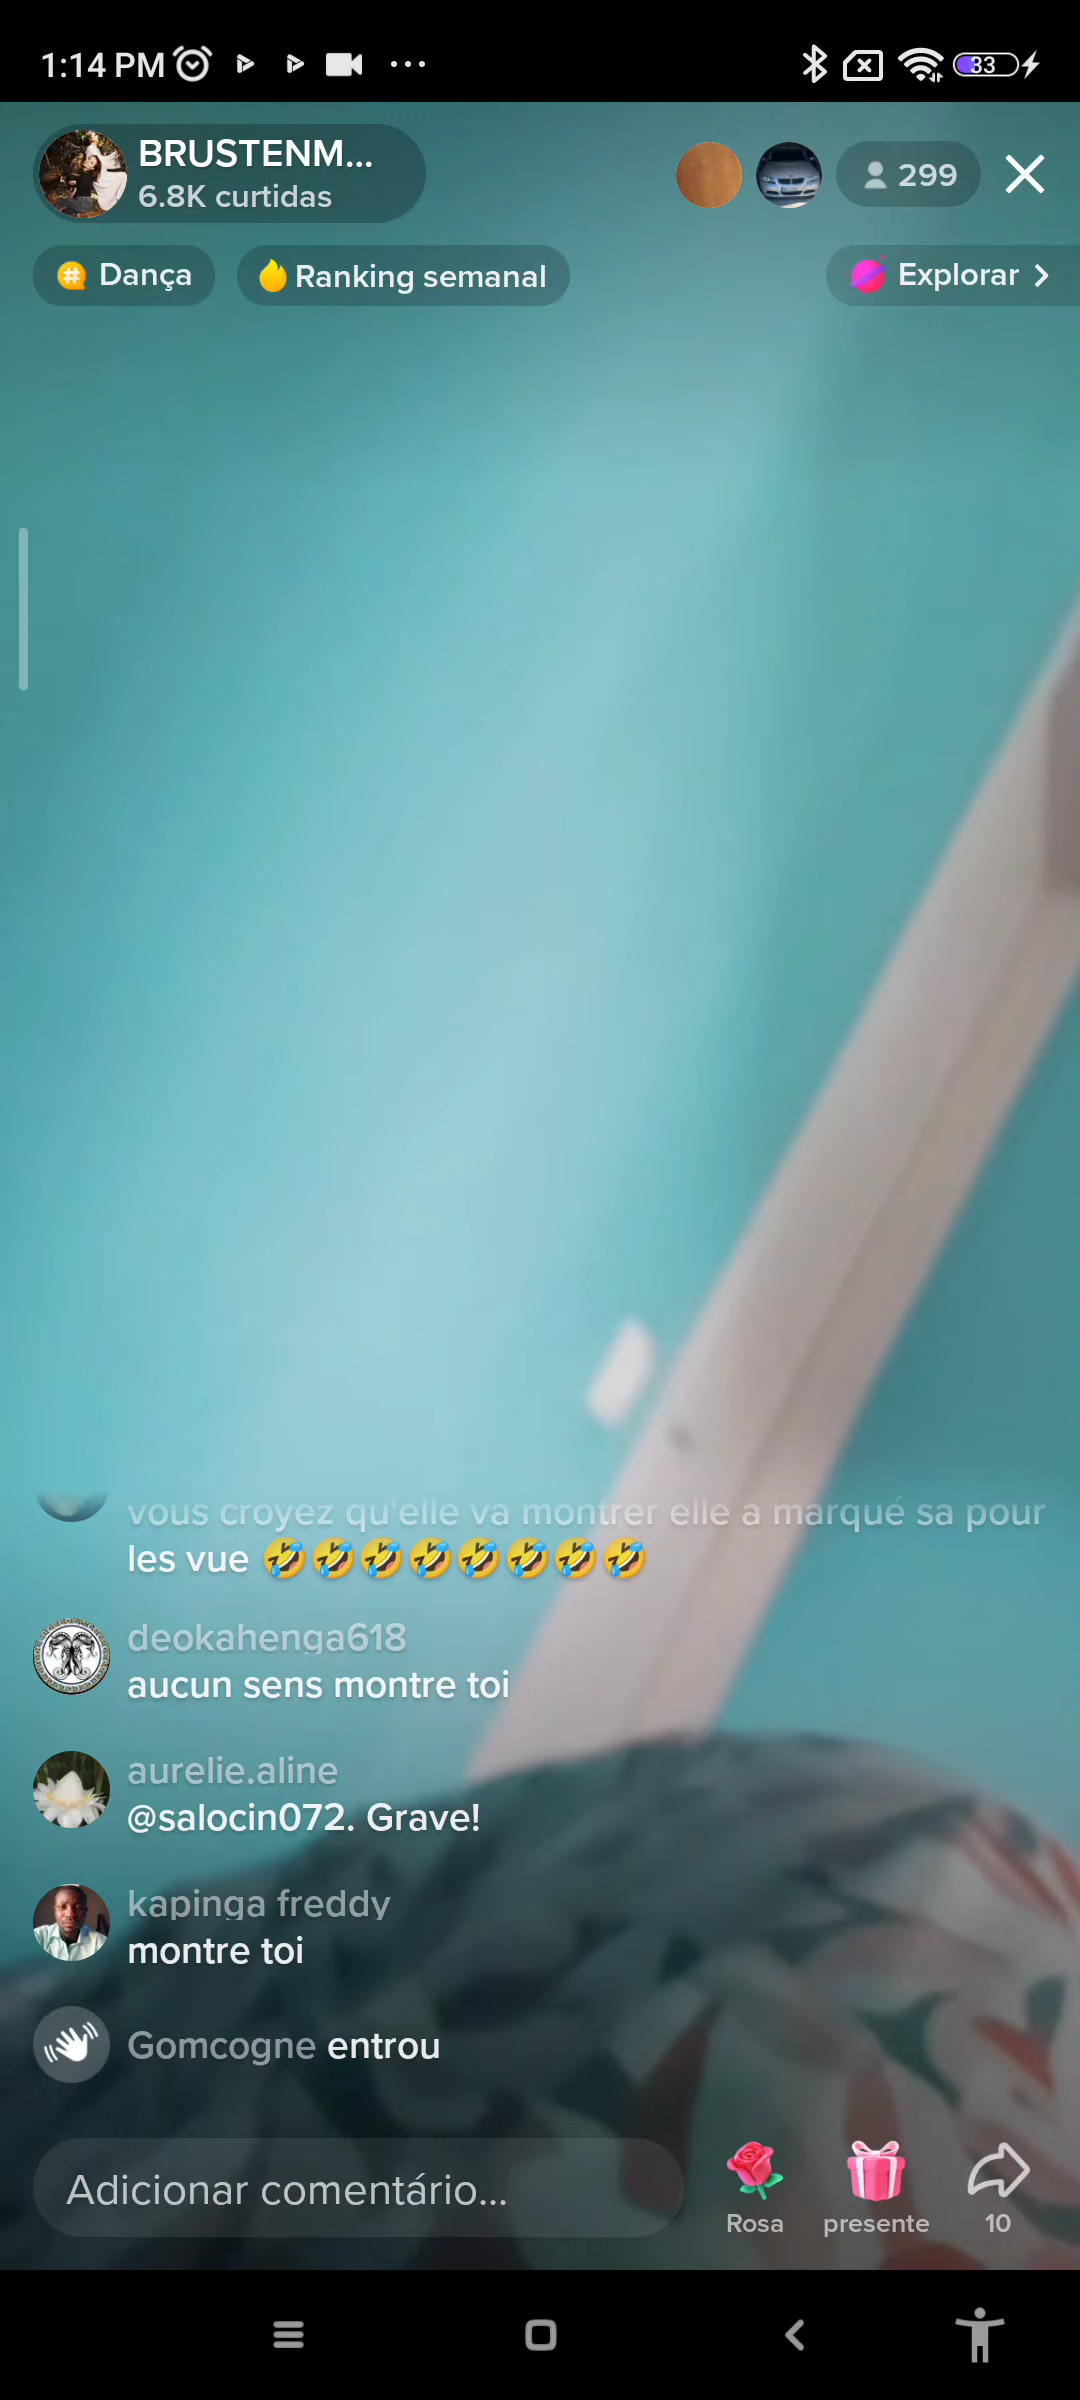 1:14 PM
33
BRUSTENM...
6.8K curtidas
299
Dança
Ranking semanal
Explorar
vous croyez qu'elle va montrer elle a marqué sa pour
les vue 🤣🤣🤣🤣🤣🤣🤣🤣
deokahenga618
aucun sens montre toi
aurelie.aline
@salocin072. Grave!
kapinga freddy
montre toi
Gomcogne entrou
Adicionar comentário...
Rosa
presente
10